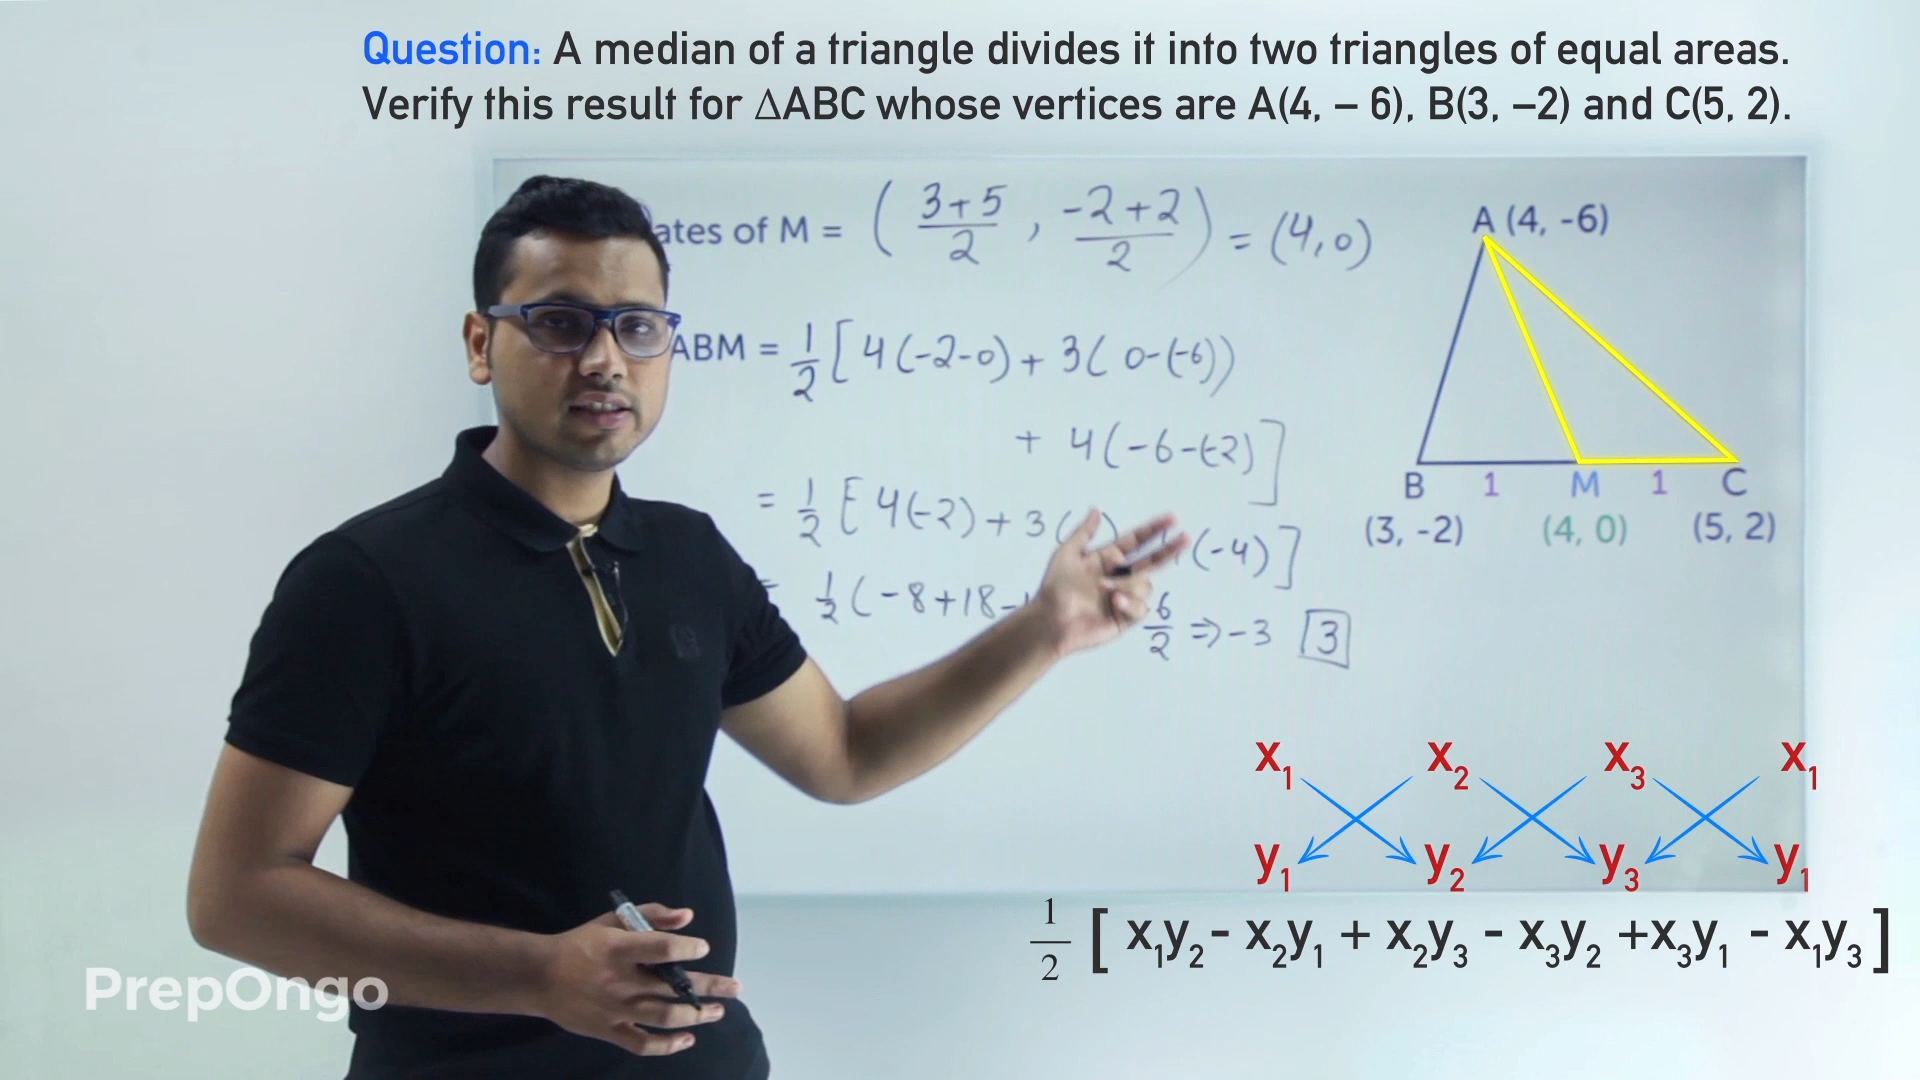 Question: A median of a triangle divides it into two triangles of equal areas.
Verify this result for ΔABC whose vertices are A(4, – 6), B(3, –2) and C(5, 2).
ates of M = ( 3+5/2 , -2+2/2 ) = (4,0)
ABM = 1/2 [ 4(-2-0) + 3( 0-(-6))
+ 4(-6-(-2) ]
= 1/2 [ 4(-2) + 3( ) (-4) ]
1/2 ( -8+18- 6/2 => -3 3
A (4, -6)
B 1 M 1 C
(3, -2) (4, 0) (5, 2)
x₁ x₂ x₃ x₁
y₁ y₂ y₃ y₁
1/2 [ x₁y₂ - x₂y₁ + x₂y₃ - x₃y₂ +x₃y₁ - x₁y₃ ]
PrepOngo